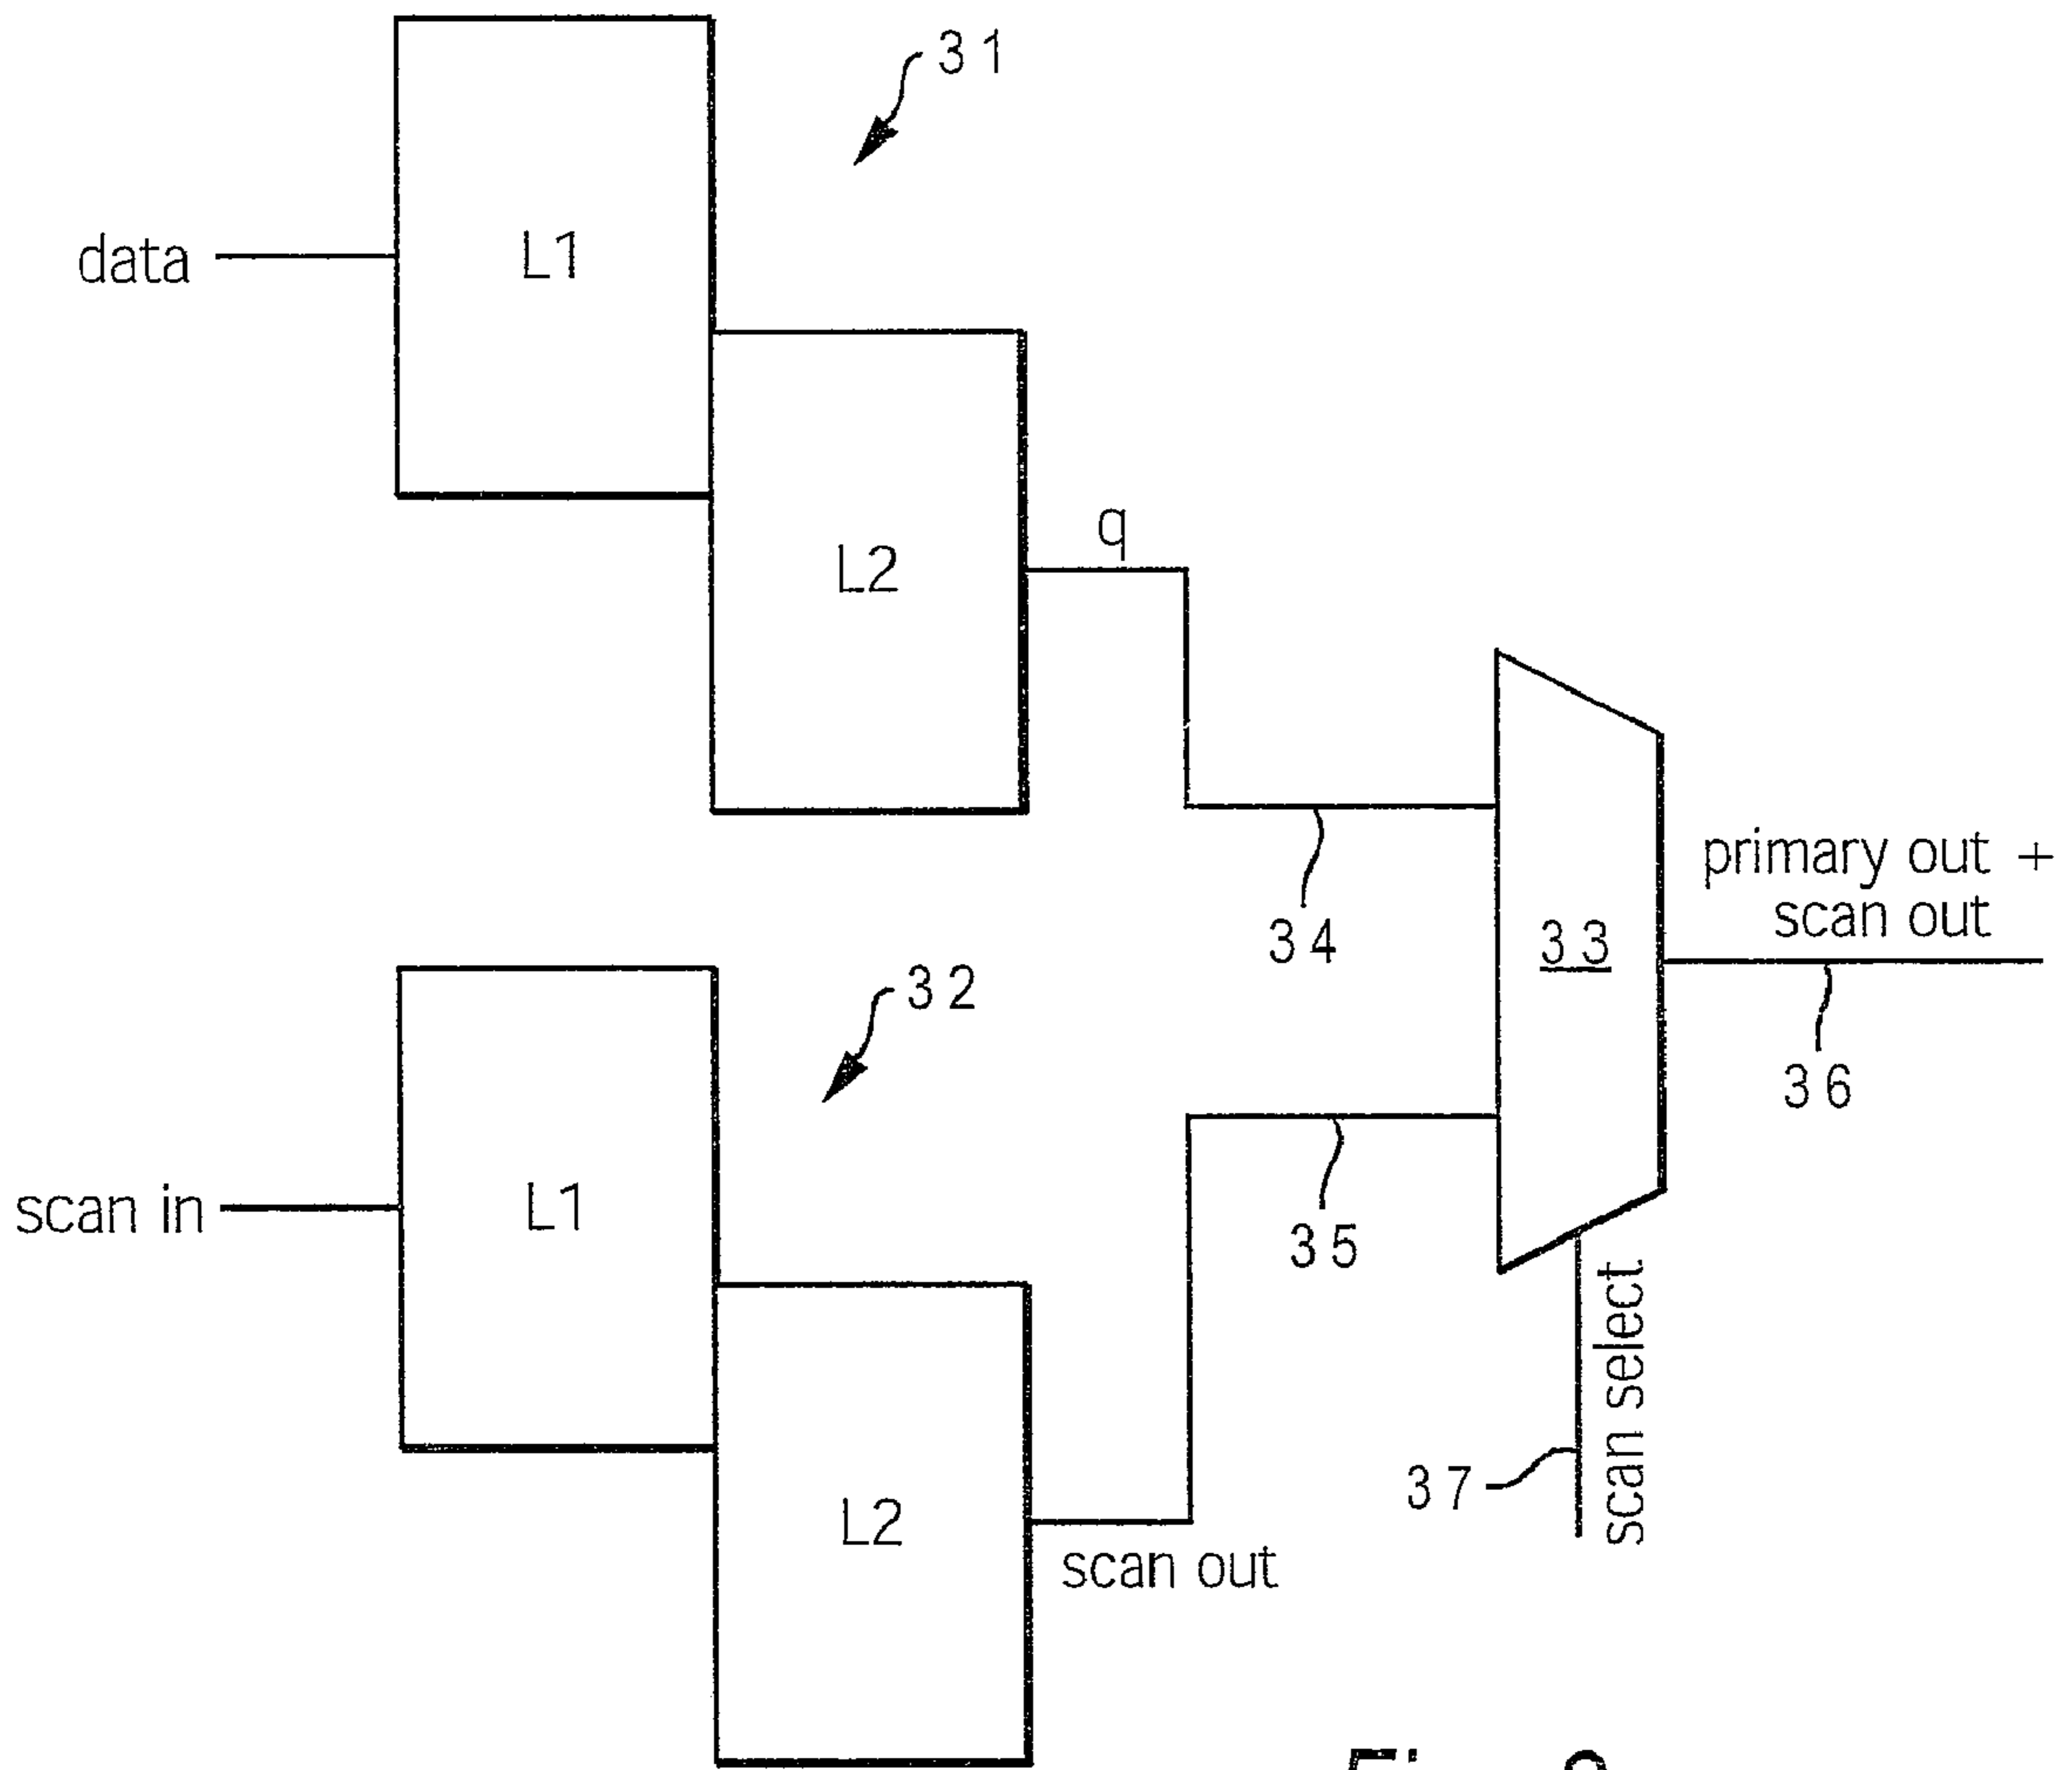 31
data
L1
L2
q
primary out +
scan out
34
33
32
36
scan in
L1
35
scan select
37
L2
scan out